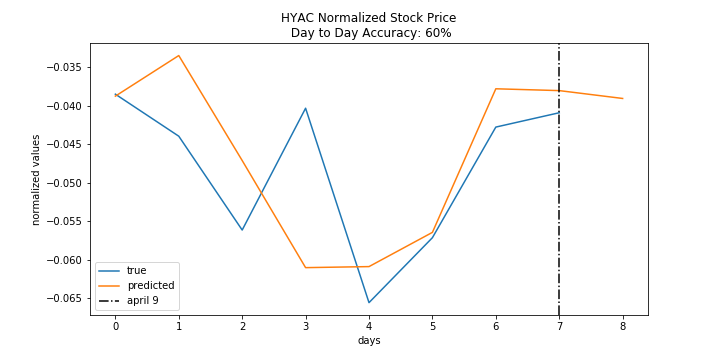 HYAC Normalized Stock Price
Day to Day Accuracy: 60%
normalized values
−0.035
−0.040
−0.045
−0.050
−0.055
−0.060
−0.065
true
predicted
april 9
0 1 2 3 4 5 6 7 8
days